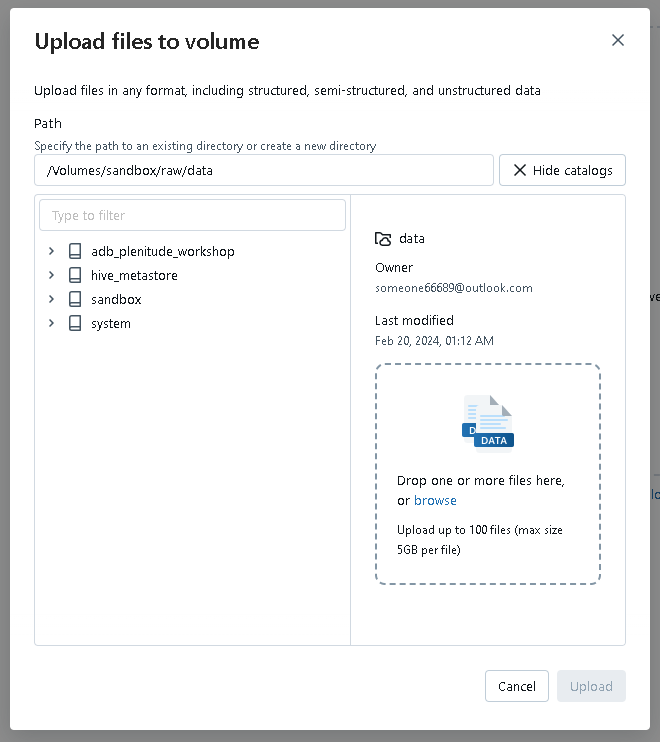 Upload files to volume
Upload files in any format, including structured, semi-structured, and unstructured data
Path
Specify the path to an existing directory or create a new directory
/Volumes/sandbox/raw/data
Hide catalogs
Type to filter
adb_plenitude_workshop
hive_metastore
sandbox
system
data
Owner
someone66689@outlook.com
Last modified
Feb 20, 2024, 01:12 AM
D
DATA
Drop one or more files here,
or browse
Upload up to 100 files (max size
5GB per file)
Cancel
Upload